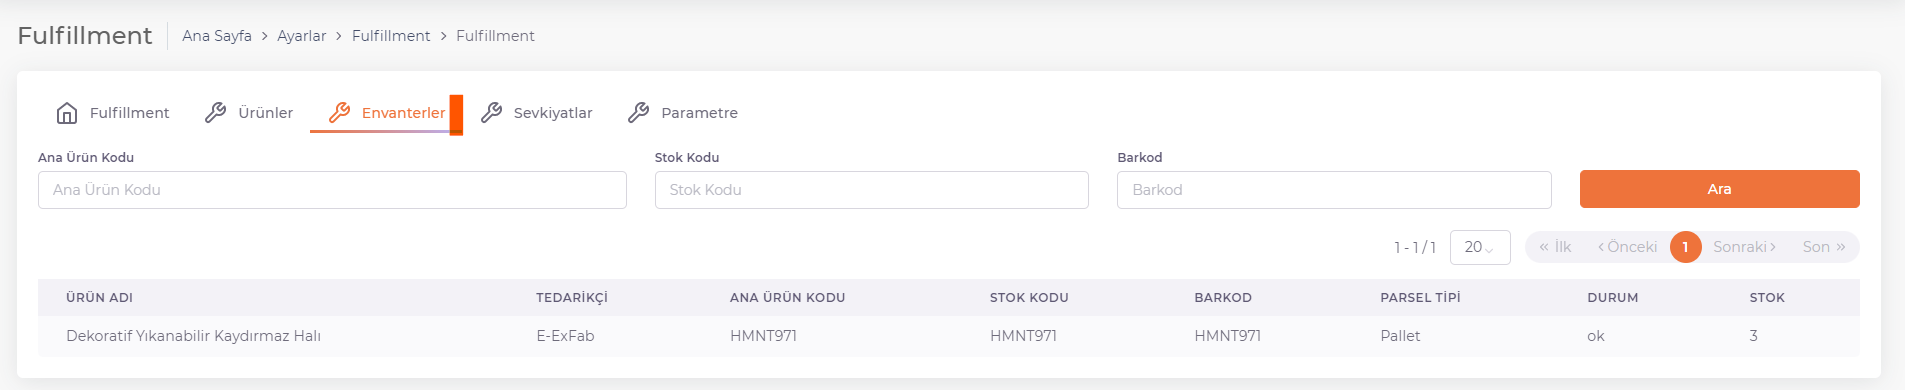 Fulfillment
Ana Sayfa > Ayarlar > Fulfillment > Fulfillment
Fulfillment Ürünler Envanterler Sevkiyatlar Parametre
Ana Ürün Kodu Stok Kodu Barkod
Ana Ürün Kodu Stok Kodu Barkod Ara
1 - 1 / 1 20 « İlk ‹ Önceki 1 Sonraki › Son »
ÜRÜN ADI TEDARİKÇİ ANA ÜRÜN KODU STOK KODU BARKOD PARSEL TİPİ DURUM STOK
Dekoratif Yıkanabilir Kaydırmaz Halı E-ExFab HMNT971 HMNT971 HMNT971 Pallet ok 3